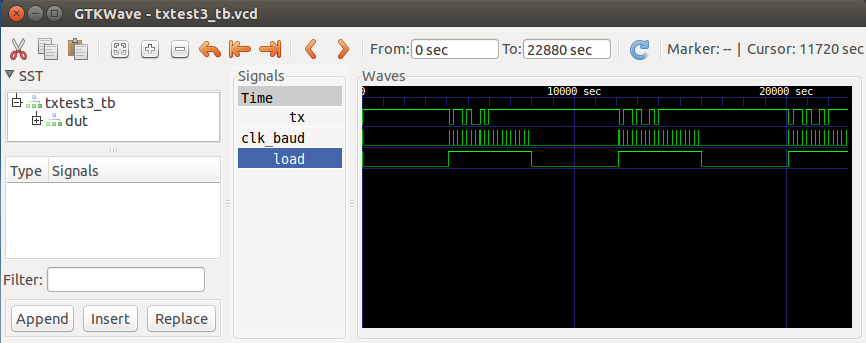 GTKWave - txtest3_tb.vcd
From: 0 sec To: 22880 sec Marker: -- | Cursor: 11720 sec
SST
txtest3_tb
dut
Type Signals
Filter:
Append Insert Replace
Signals
Time
tx
clk_baud
load
Waves
0 10000 sec 20000 sec